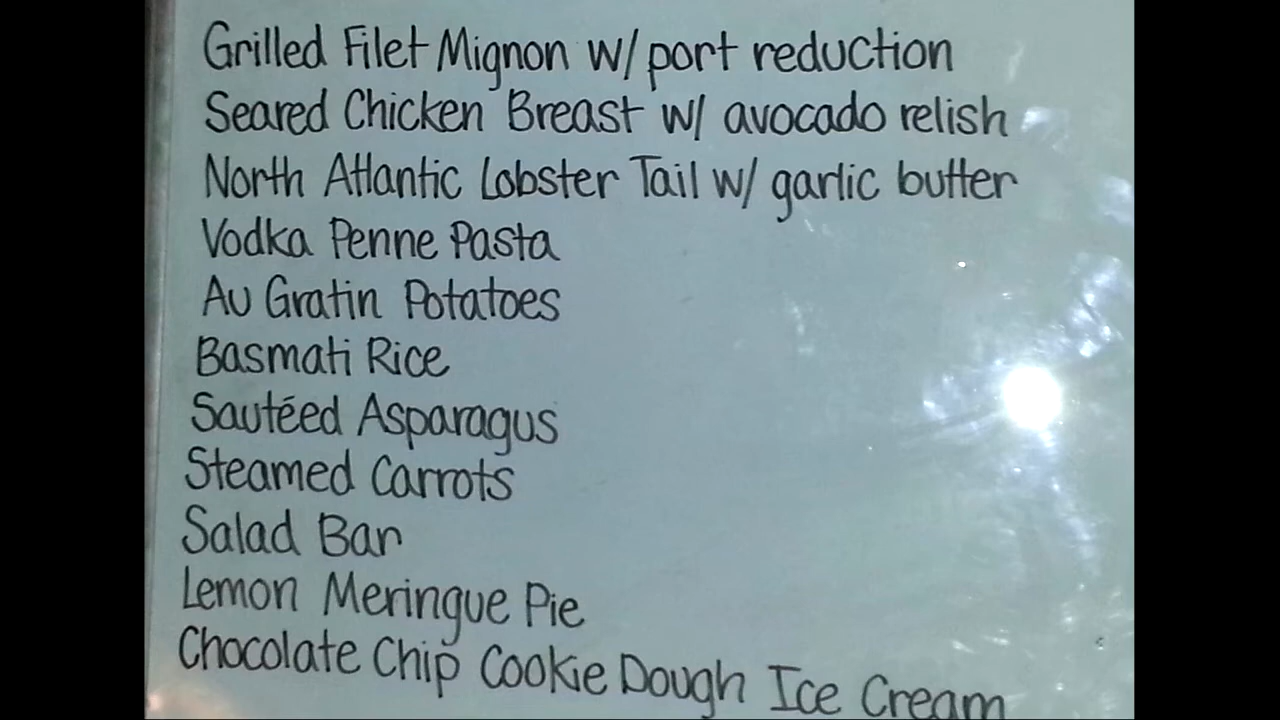 Grilled Filet Mignon w/ port reduction
Seared Chicken Breast w/ avocado relish
North Atlantic Lobster Tail w/ garlic butter
Vodka Penne Pasta
Au Gratin Potatoes
Basmati Rice
Sautéed Asparagus
Steamed Carrots
Salad Bar
Lemon Meringue Pie
Chocolate Chip Cookie Dough Ice Cream